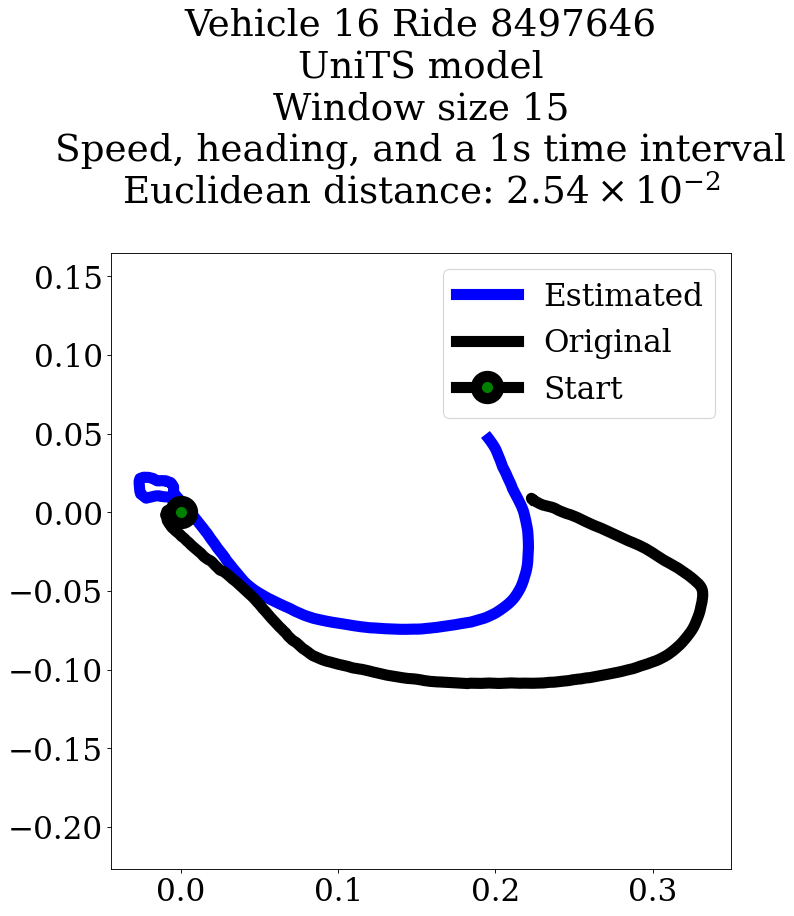 Vehicle 16 Ride 8497646
UniTS model
Window size 15
Speed, heading, and a 1s time interval
Euclidean distance: 2.54 × 10⁻²
Estimated
Original
Start
0.15
0.10
0.05
0.00
−0.05
−0.10
−0.15
−0.20
0.0 0.1 0.2 0.3